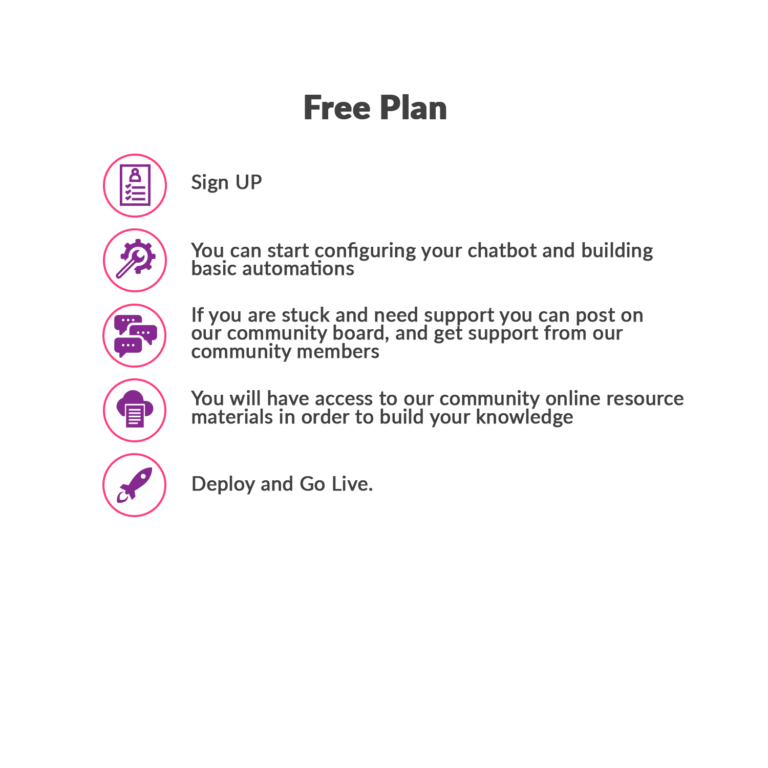 Free Plan
Sign UP
You can start configuring your chatbot and building
basic automations
If you are stuck and need support you can post on
our community board, and get support from our
community members
You will have access to our community online resource
materials in order to build your knowledge
Deploy and Go Live.